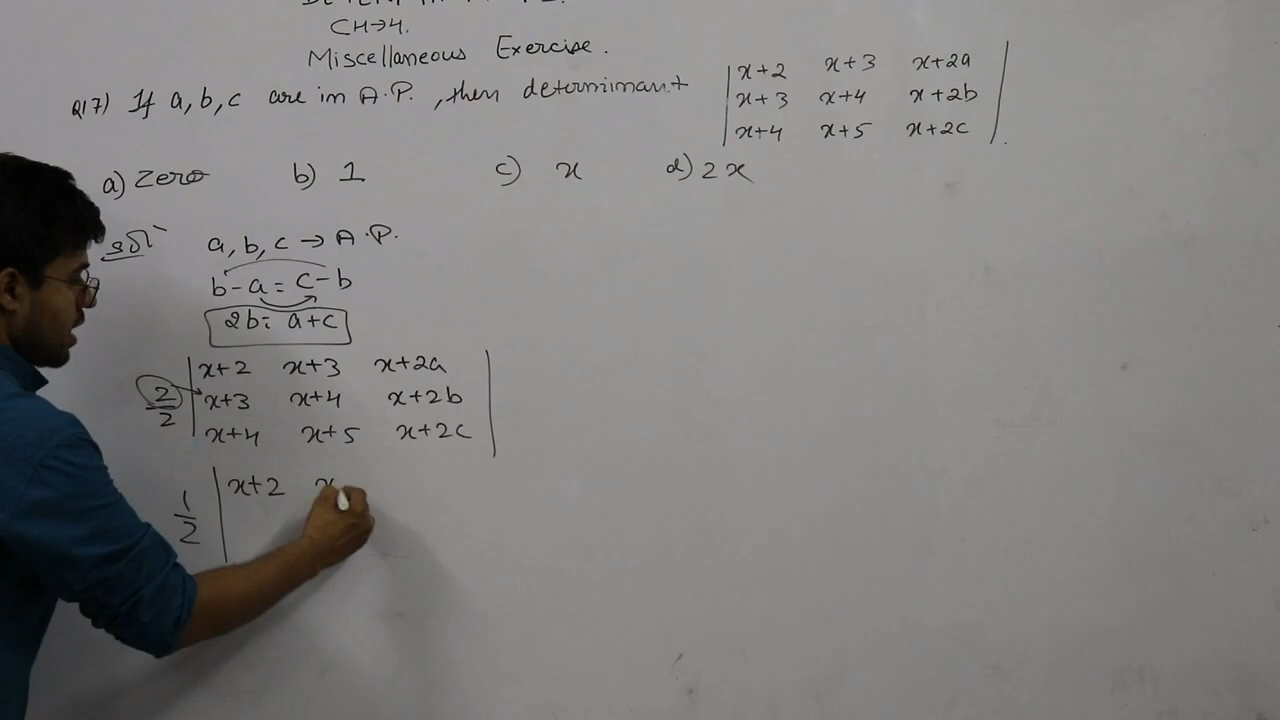 CH→4.
Miscellaneous Exercise.
Q17) If a, b, c are in A.P., then determinant | x+2 x+3 x+2a |
| x+3 x+4 x+2b |
| x+4 x+5 x+2c |.
a) Zero b) 1 c) x d) 2x
Solⁿ a, b, c → A.P.
b-a = c-b
2b = a+c
| x+2 x+3 x+2a |
2/2 | x+3 x+4 x+2b |
| x+4 x+5 x+2c |
1/2 | x+2 x